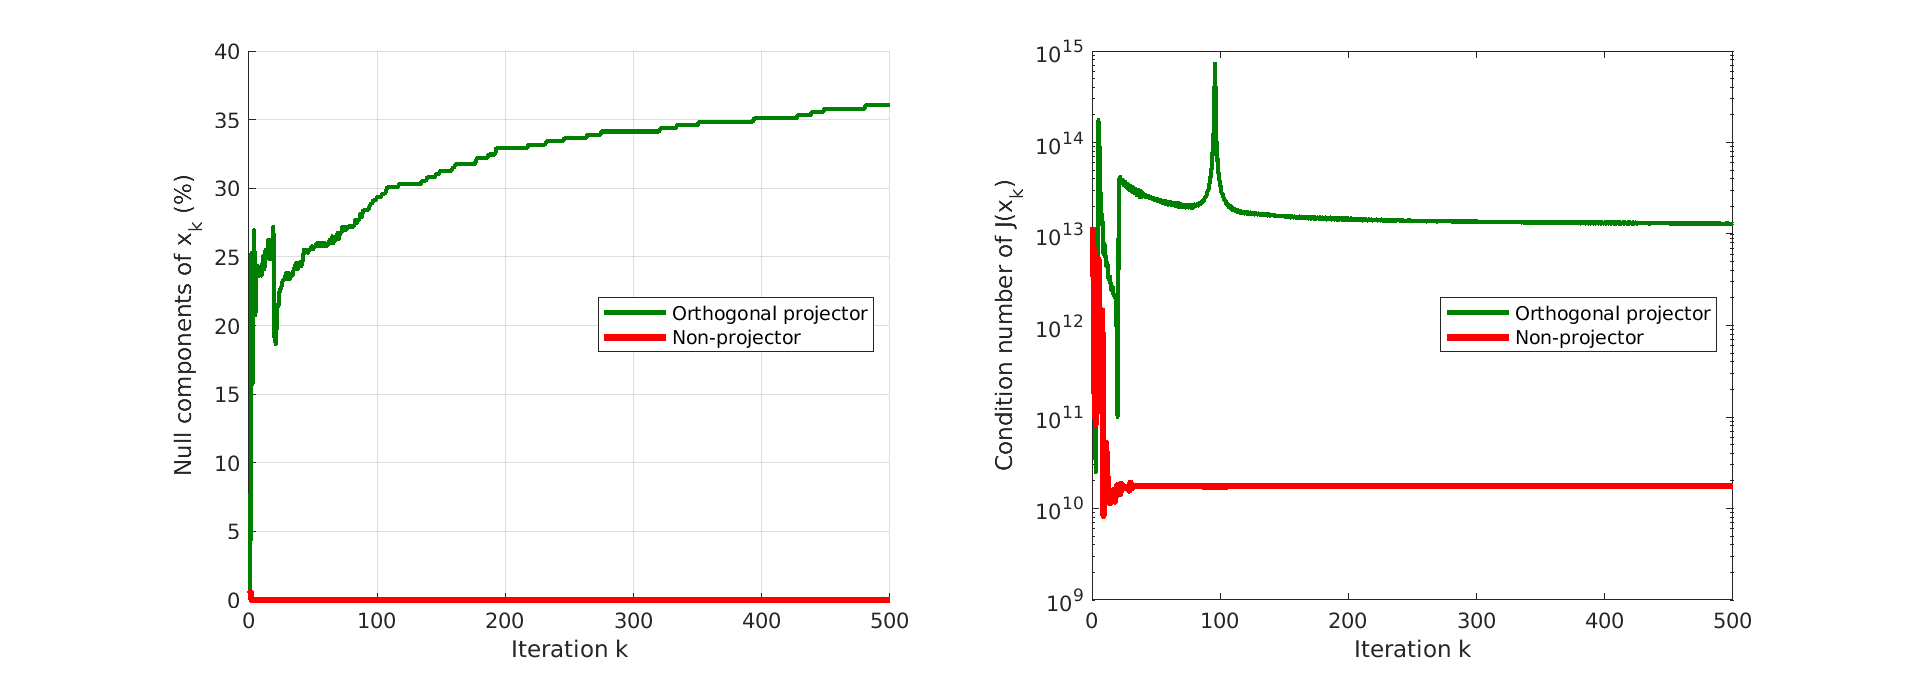 40
35
30
25
20
15
10
5
0
0 100 200 300 400 500
Null components of x_k (%)
Iteration k
Orthogonal projector
Non-projector
10^15
10^14
10^13
10^12
10^11
10^10
10^9
0 100 200 300 400 500
Condition number of J(x_k)
Iteration k
Orthogonal projector
Non-projector